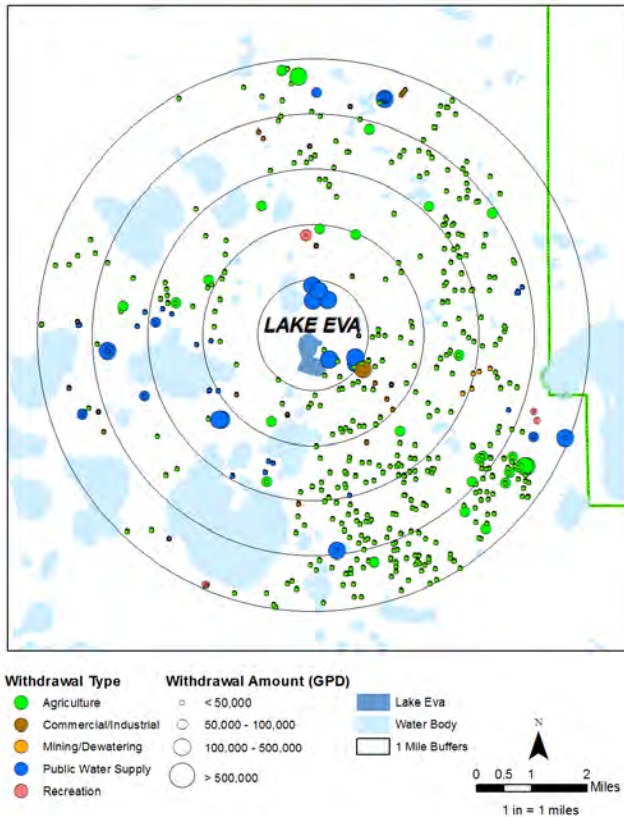 LAKE EVA
Withdrawal Type
Agriculture
Commercial/Industrial
Mining/Dewatering
Public Water Supply
Recreation
Withdrawal Amount (GPD)
< 50,000
50,000 - 100,000
100,000 - 500,000
> 500,000
Lake Eva
Water Body
1 Mile Buffers
N
0 0.5 1 2
Miles
1 in = 1 miles